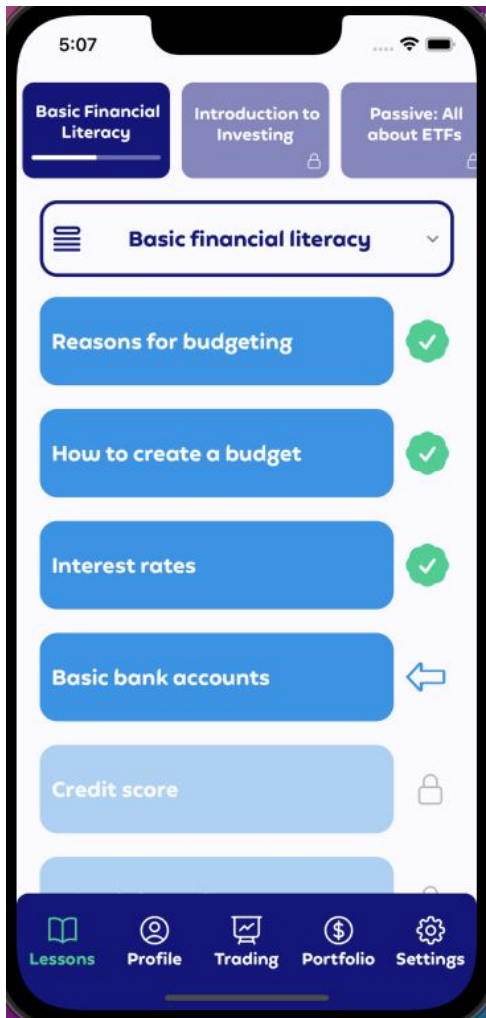 5:07
Basic Financial
Literacy
Introduction to
Investing
Passive: All
about ETFs
Basic financial literacy
Reasons for budgeting
How to create a budget
Interest rates
Basic bank accounts
Credit score
Lessons
Profile
Trading
Portfolio
Settings